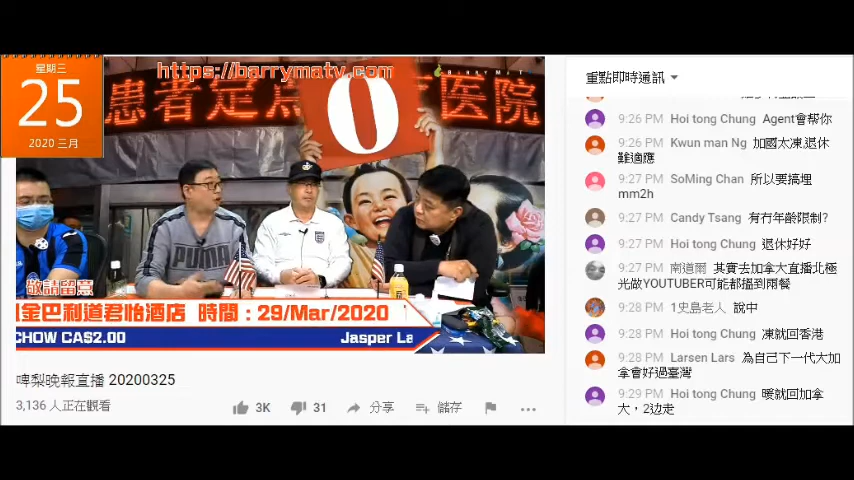 星期三
25
2020 三月
https://barrymatv.com
患者定点
0
医院
PUMA
敬請留意
金巴利道君怡酒店 時間：29/Mar/2020
CHOW CA$2.00
Jasper La
啤梨晚報直播 20200325
3,136 人正在觀看
3K
31
分享
儲存
重點即時通訊
9:26 PM Hoi tong Chung Agent會幫你
9:26 PM Kwun man Ng 加國太凍,退休
難適應
9:27 PM SoMing Chan 所以要搞埋
mm2h
9:27 PM Candy Tsang 有冇年齡限制?
9:27 PM Hoi tong Chung 退休好好
9:27 PM 南道爾 其實去加拿大直播北極
光做YOUTUBER可能都搵到兩餐
9:28 PM 1史島老人 說中
9:28 PM Hoi tong Chung 凍就回香港
9:28 PM Larsen Lars 為自己下一代大加
拿會好過臺灣
9:29 PM Hoi tong Chung 暖就回加拿
大，2边走